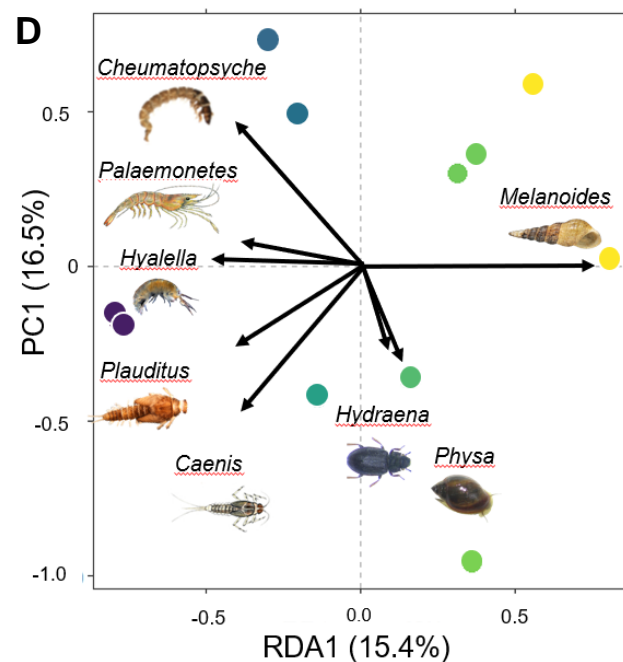 D
Cheumatopsyche
Palaemonetes
Hyalella
Plauditus
Caenis
Melanoides
Hydraena
Physa
PC1 (16.5%)
0.5
0
-0.5
-1.0
-0.5
0.0
0.5
RDA1 (15.4%)